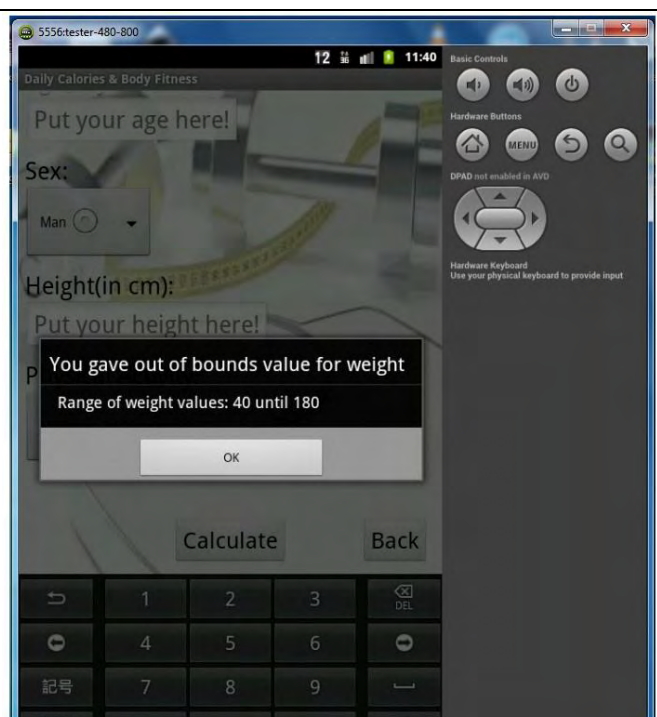 5556:tester-480-800
12 11:40
Basic Controls
Daily Calories & Body Fitness
Put your age here!
Hardware Buttons
MENU
Sex:
DPAD not enabled in AVD
Man
Hardware Keyboard
Use your physical keyboard to provide input
Height(in cm):
Put your height here!
You gave out of bounds value for weight
P
Range of weight values: 40 until 180
OK
Calculate Back
1 2 3 DEL
4 5 6
記号 7 8 9